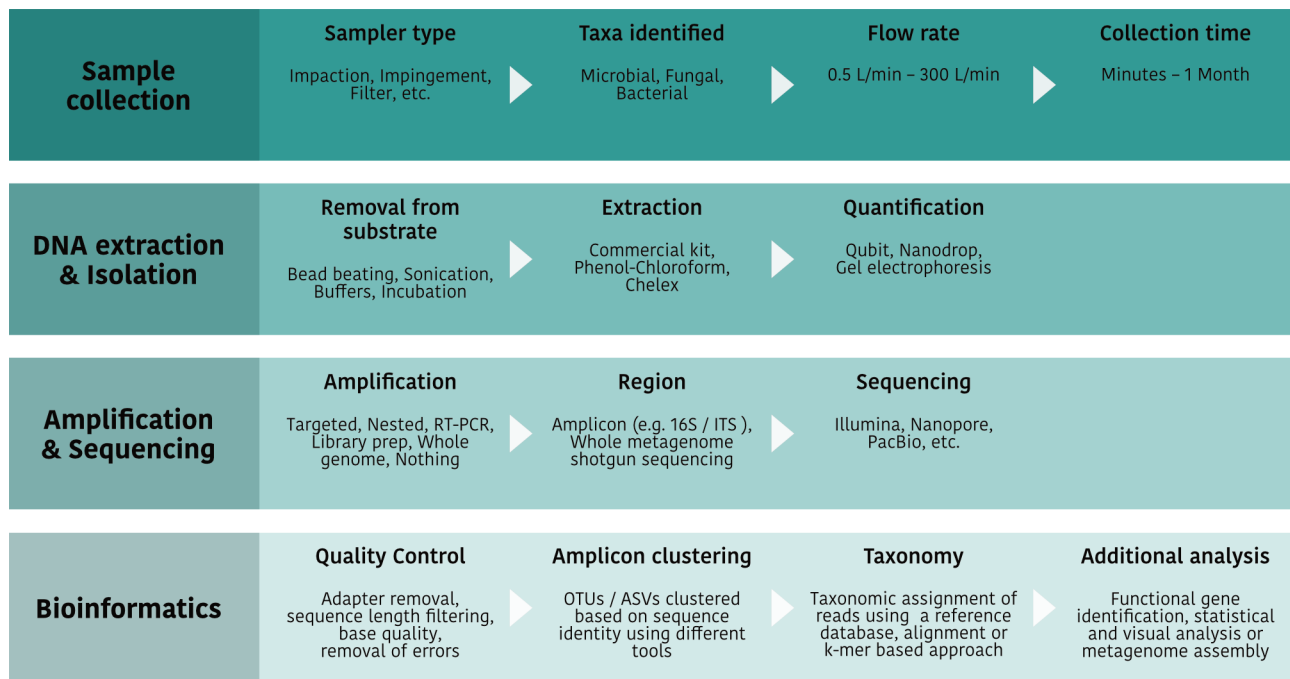 Sample
collection
Sampler type
Impaction, Impingement,
Filter, etc.
Taxa identified
Microbial, Fungal,
Bacterial
Flow rate
0.5 L/min – 300 L/min
Collection time
Minutes – 1 Month
DNA extraction
& Isolation
Removal from
substrate
Bead beating, Sonication,
Buffers, Incubation
Extraction
Commercial kit,
Phenol-Chloroform,
Chelex
Quantification
Qubit, Nanodrop,
Gel electrophoresis
Amplification
& Sequencing
Amplification
Targeted, Nested, RT-PCR,
Library prep, Whole
genome, Nothing
Region
Amplicon (e.g. 16S / ITS ),
Whole metagenome
shotgun sequencing
Sequencing
Illumina, Nanopore,
PacBio, etc.
Bioinformatics
Quality Control
Adapter removal,
sequence length filtering,
base quality,
removal of errors
Amplicon clustering
OTUs / ASVs clustered
based on sequence
identity using different
tools
Taxonomy
Taxonomic assignment of
reads using a reference
database, alignment or
k-mer based approach
Additional analysis
Functional gene
identification, statistical
and visual analysis or
metagenome assembly